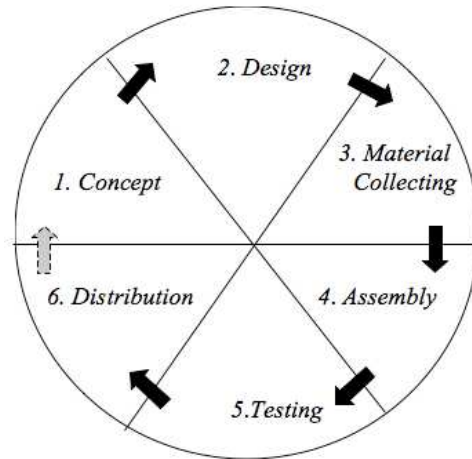 1. Concept
2. Design
3. Material
Collecting
4. Assembly
5.Testing
6. Distribution